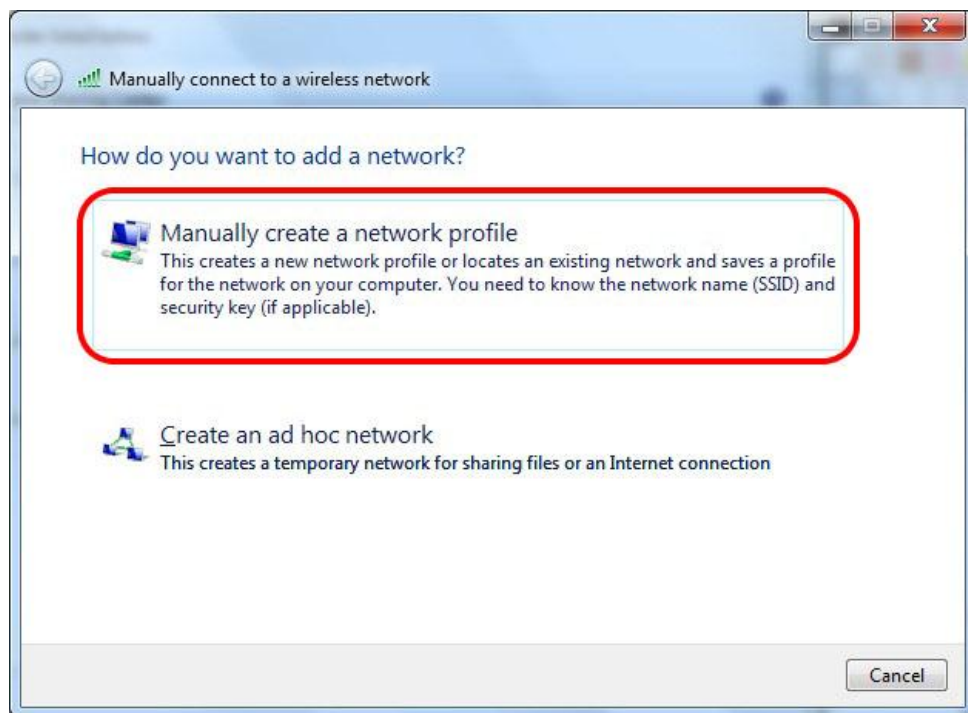 Manually connect to a wireless network
How do you want to add a network?
Manually create a network profile
This creates a new network profile or locates an existing network and saves a profile
for the network on your computer. You need to know the network name (SSID) and
security key (if applicable).
Create an ad hoc network
This creates a temporary network for sharing files or an Internet connection
Cancel